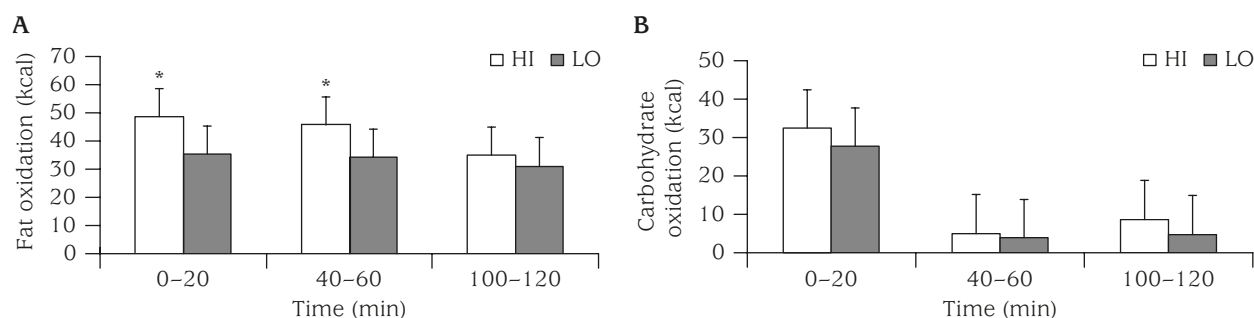 A
Fat oxidation (kcal)
70
60
50
40
30
20
10
0
* *
HI LO
0–20 40–60 100–120
Time (min)
B
Carbohydrate
oxidation (kcal)
50
40
30
20
10
0
HI LO
0–20 40–60 100–120
Time (min)